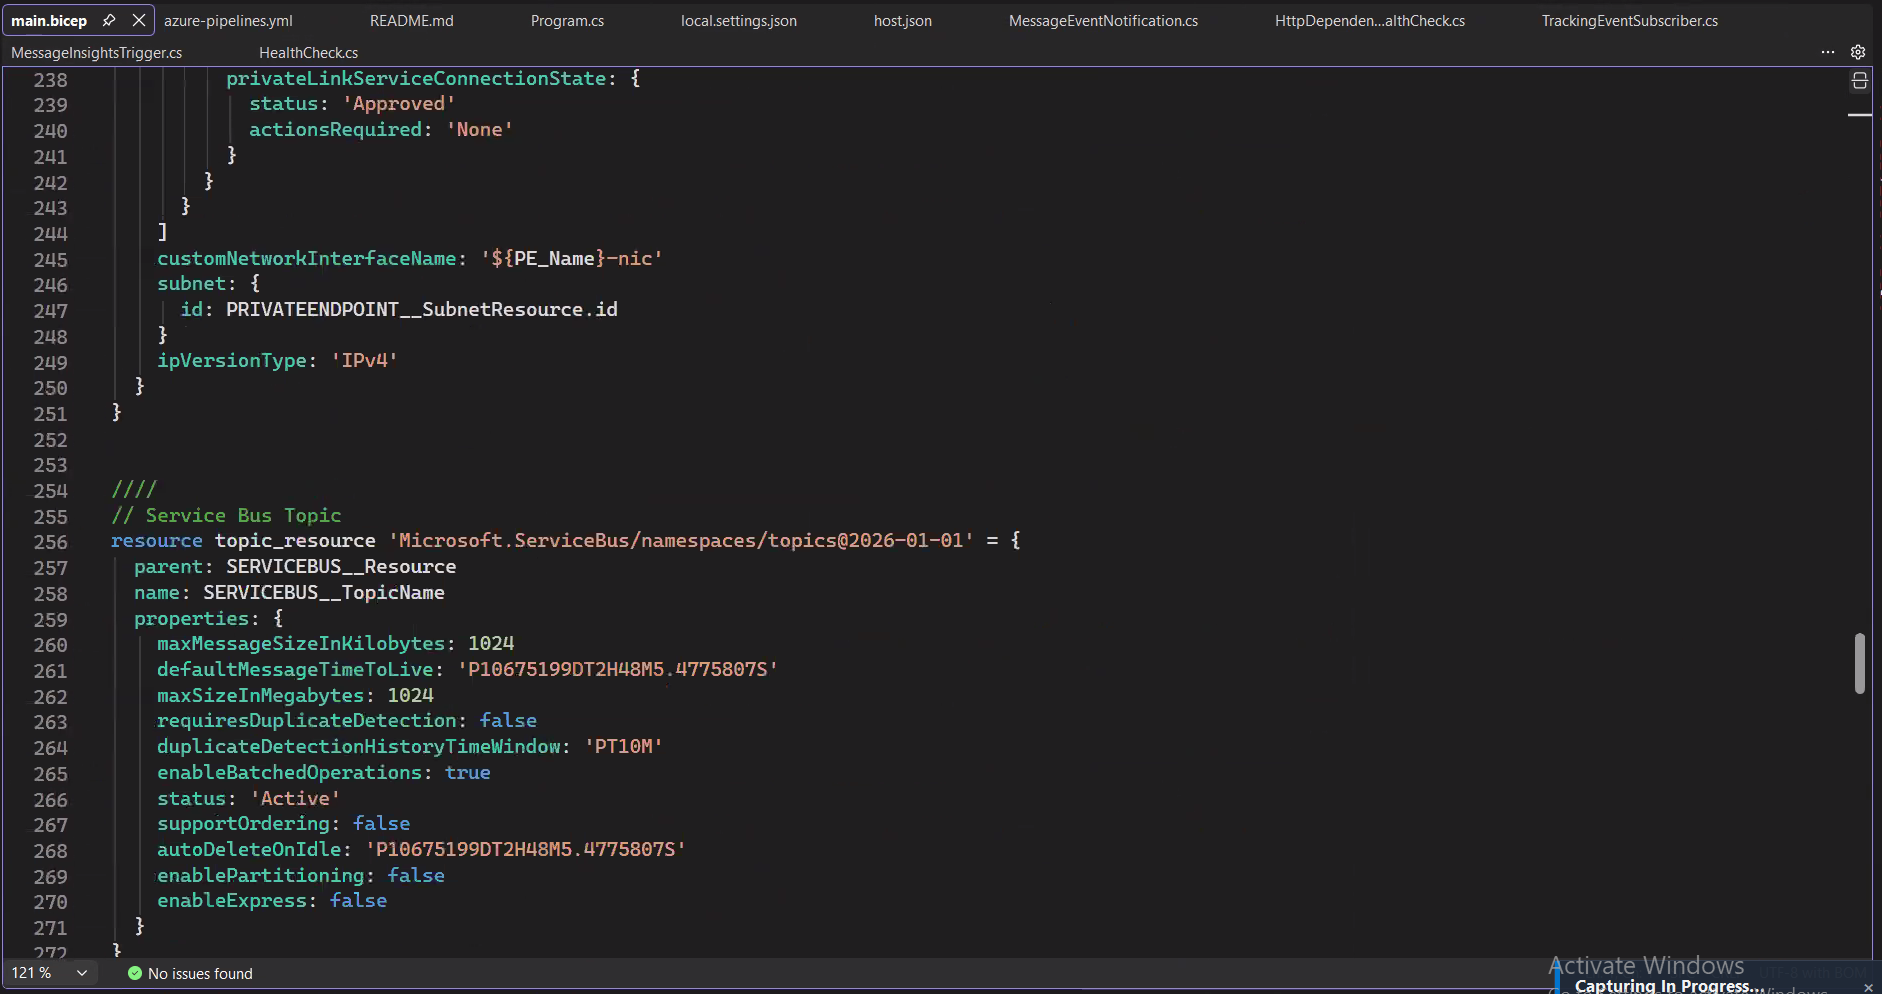 main.bicep
azure-pipelines.yml
README.md
Program.cs
local.settings.json
host.json
MessageEventNotification.cs
HttpDependen...althCheck.cs
TrackingEventSubscriber.cs
MessageInsightsTrigger.cs
HealthCheck.cs
238 privateLinkServiceConnectionState: {
239 status: 'Approved'
240 actionsRequired: 'None'
241 }
242 }
243 }
244 ]
245 customNetworkInterfaceName: '${PE_Name}-nic'
246 subnet: {
247 id: PRIVATEENDPOINT__SubnetResource.id
248 }
249 ipVersionType: 'IPv4'
250 }
251 }
252
253
254 ////
255 // Service Bus Topic
256 resource topic_resource 'Microsoft.ServiceBus/namespaces/topics@2026-01-01' = {
257 parent: SERVICEBUS__Resource
258 name: SERVICEBUS__TopicName
259 properties: {
260 maxMessageSizeInKilobytes: 1024
261 defaultMessageTimeToLive: 'P10675199DT2H48M5.4775807S'
262 maxSizeInMegabytes: 1024
263 requiresDuplicateDetection: false
264 duplicateDetectionHistoryTimeWindow: 'PT10M'
265 enableBatchedOperations: true
266 status: 'Active'
267 supportOrdering: false
268 autoDeleteOnIdle: 'P10675199DT2H48M5.4775807S'
269 enablePartitioning: false
270 enableExpress: false
271 }
272 }
121 %
No issues found
Activate Windows
Capturing In Progress...